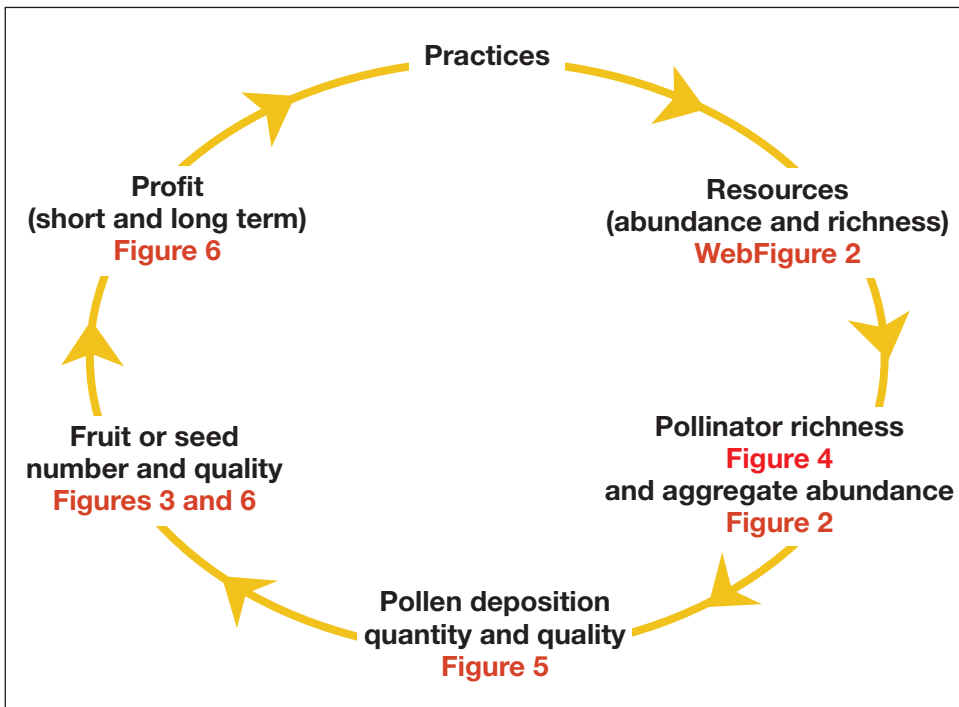 Practices
Resources
(abundance and richness)
WebFigure 2
Pollinator richness
Figure 4
and aggregate abundance
Figure 2
Pollen deposition
quantity and quality
Figure 5
Fruit or seed
number and quality
Figures 3 and 6
Profit
(short and long term)
Figure 6